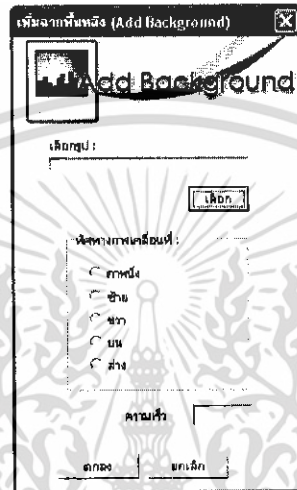 เพิ่มฉากพื้นหลัง (Add Background)
Add Background
เลือกรูป :
เลือก
ทิศทางการเคลื่อนที่ :
ภาพนิ่ง
ซ้าย
ขวา
บน
ล่าง
ความเร็ว
ตกลง
ยกเลิก